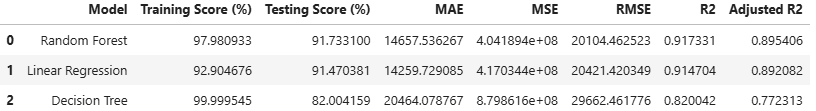 Model Training Score (%) Testing Score (%) MAE MSE RMSE R2 Adjusted R2
0 Random Forest 97.980933 91.733100 14657.536267 4.041894e+08 20104.462523 0.917331 0.895406
1 Linear Regression 92.904676 91.470381 14259.729085 4.170344e+08 20421.420349 0.914704 0.892082
2 Decision Tree 99.999545 82.004159 20464.078767 8.798616e+08 29662.461776 0.820042 0.772313